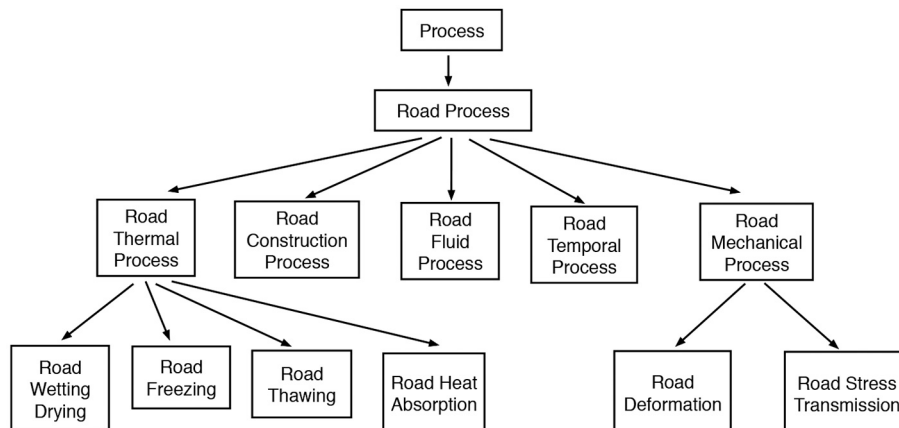 Process
Road Process
Road
Thermal
Process
Road
Construction
Process
Road
Fluid
Process
Road
Temporal
Process
Road
Mechanical
Process
Road
Wetting
Drying
Road
Freezing
Road
Thawing
Road Heat
Absorption
Road
Deformation
Road Stress
Transmission